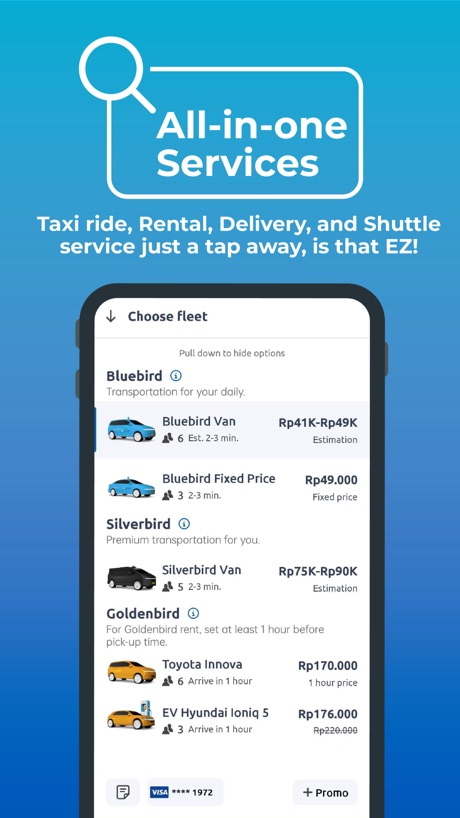 All-in-one
Services
Taxi ride, Rental, Delivery, and Shuttle
service just a tap away, is that EZ!
Choose fleet
Pull down to hide options
Bluebird
Transportation for your daily.
Bluebird Van Rp41K-Rp49K
6 Est. 2-3 min. Estimation
Bluebird Fixed Price Rp49.000
3 2-3 min. Fixed price
Silverbird
Premium transportation for you.
Silverbird Van Rp75K-Rp90K
5 2-3 min. Estimation
Goldenbird
For Goldenbird rent, set at least 1 hour before
pick-up time.
Toyota Innova Rp170.000
6 Arrive in 1 hour 1 hour price
EV Hyundai Ioniq 5 Rp176.000
3 Arrive in 1 hour Rp220.000
VISA **** 1972 + Promo